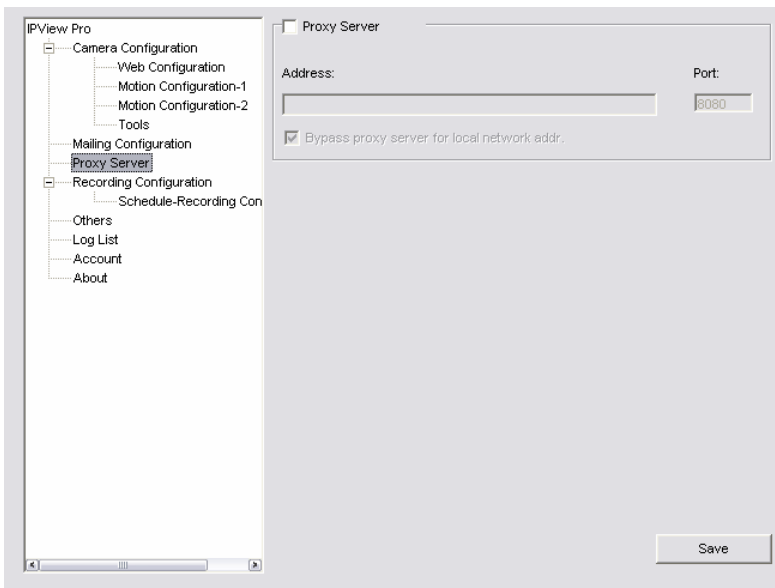 IPView Pro
Camera Configuration
Web Configuration
Motion Configuration-1
Motion Configuration-2
Tools
Mailing Configuration
Proxy Server
Recording Configuration
Schedule-Recording Con
Others
Log List
Account
About
Proxy Server
Address:
Port:
8080
Bypass proxy server for local network addr.
Save